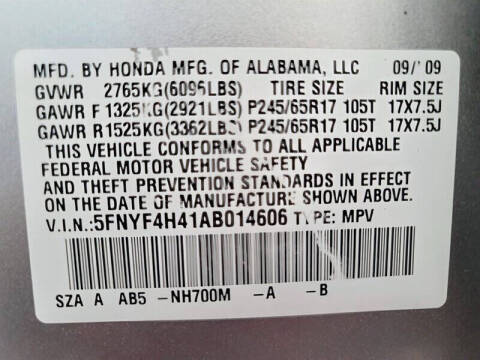 MFD. BY HONDA MFG. OF ALABAMA, LLC 09/'09
GVWR 2765KG(6096LBS) TIRE SIZE RIM SIZE
GAWR F 1325KG(2921LBS) P245/65R17 105T 17X7.5J
GAWR R 1525KG(3362LBS) P245/65R17 105T 17X7.5J
THIS VEHICLE CONFORMS TO ALL APPLICABLE
FEDERAL MOTOR VEHICLE SAFETY
AND THEFT PREVENTION STANDARDS IN EFFECT
ON THE DATE OF MANUFACTURE SHOWN ABOVE.
V.I.N.:5FNYF4H41AB014606 TYPE: MPV
SZA A AB5 -NH700M -A -B